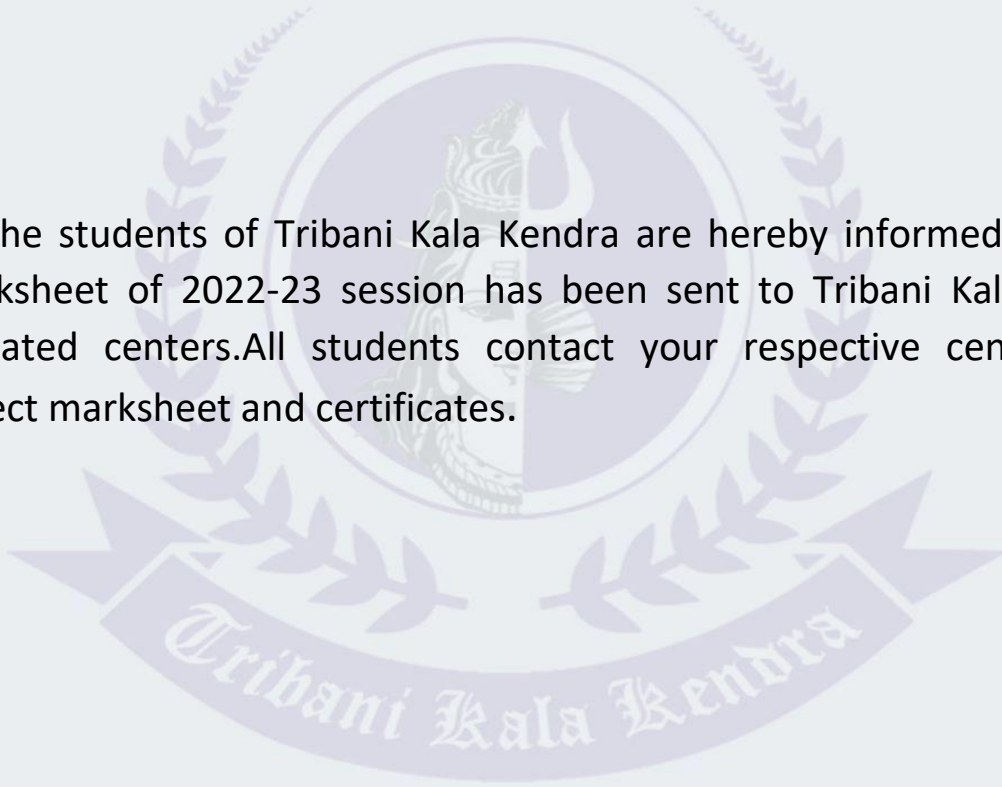 he students of Tribani Kala Kendra are hereby informed
ksheet of 2022-23 session has been sent to Tribani Kal
ated centers.All students contact your respective cen
ect marksheet and certificates.
Tribani Kala Kendra